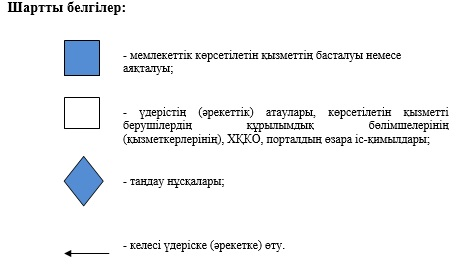 Шартты белгілер:
- мемлекеттік көрсетілетін қызметтің басталуы немесе
аяқталуы;
- үдерістің (әрекеттік) атаулары, көрсетілетін қызметті
берушілердің құрылымдық бөлімшелерінің
(қызметкерлерінің), ХҚКО, порталдың өзара іс-қимылдары;
- таңдау нұсқалары;
- келесі үдеріске (әрекетке) өту.